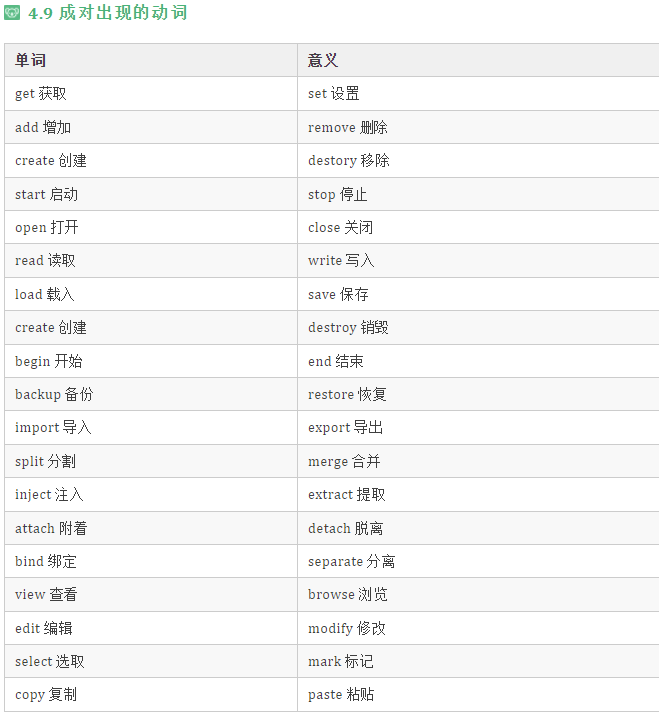 4.9 成对出现的动词
单词 意义
get 获取 set 设置
add 增加 remove 删除
create 创建 destory 移除
start 启动 stop 停止
open 打开 close 关闭
read 读取 write 写入
load 载入 save 保存
create 创建 destroy 销毁
begin 开始 end 结束
backup 备份 restore 恢复
import 导入 export 导出
split 分割 merge 合并
inject 注入 extract 提取
attach 附着 detach 脱离
bind 绑定 separate 分离
view 查看 browse 浏览
edit 编辑 modify 修改
select 选取 mark 标记
copy 复制 paste 粘贴